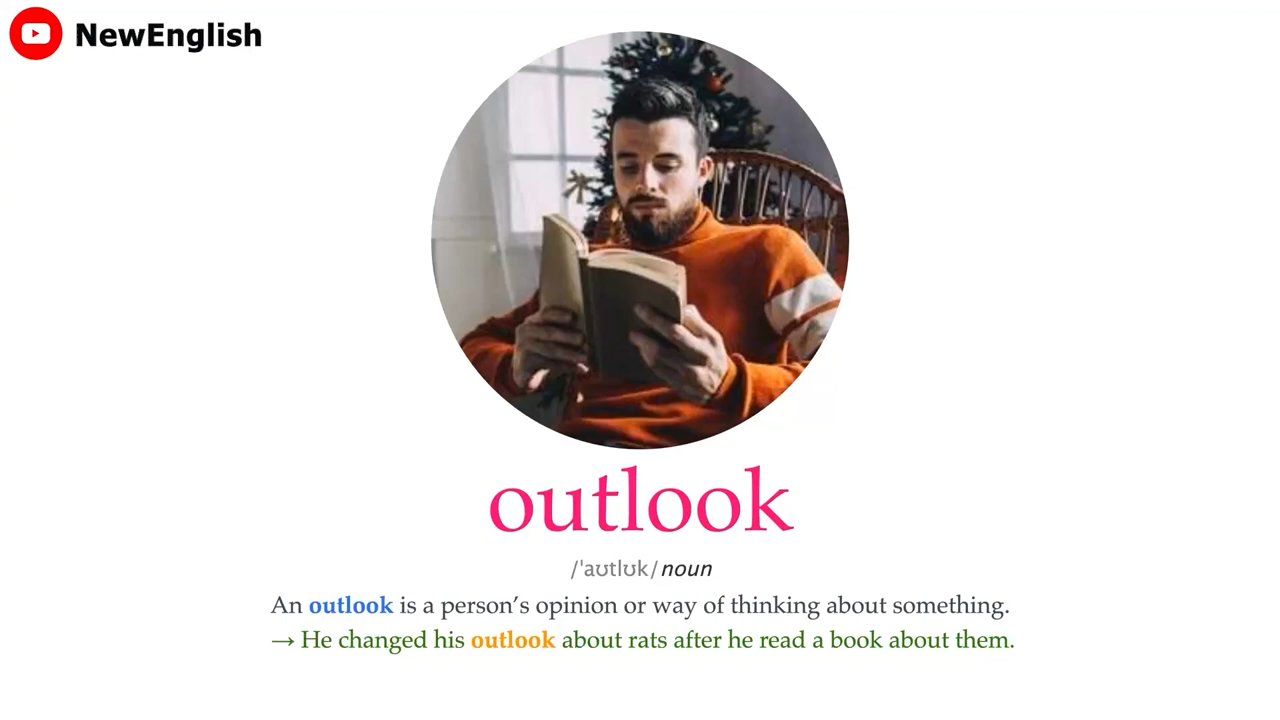 NewEnglish
outlook
/ˈaʊtlʊk/noun
An outlook is a person’s opinion or way of thinking about something.
→ He changed his outlook about rats after he read a book about them.